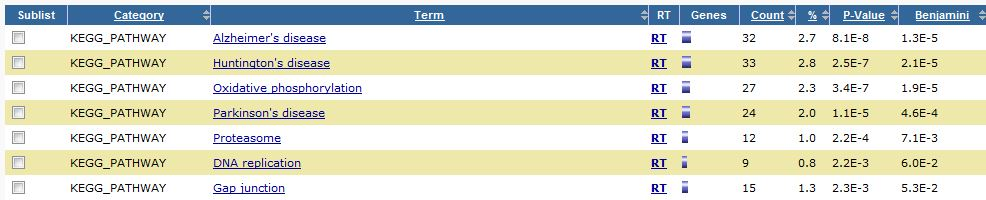 Sublist Category Term RT Genes Count % P-Value Benjamini
KEGG_PATHWAY Alzheimer's disease RT 32 2.7 8.1E-8 1.3E-5
KEGG_PATHWAY Huntington's disease RT 33 2.8 2.5E-7 2.1E-5
KEGG_PATHWAY Oxidative phosphorylation RT 27 2.3 3.4E-7 1.9E-5
KEGG_PATHWAY Parkinson's disease RT 24 2.0 1.1E-5 4.6E-4
KEGG_PATHWAY Proteasome RT 12 1.0 2.2E-4 7.1E-3
KEGG_PATHWAY DNA replication RT 9 0.8 2.2E-3 6.0E-2
KEGG_PATHWAY Gap junction RT 15 1.3 2.3E-3 5.3E-2